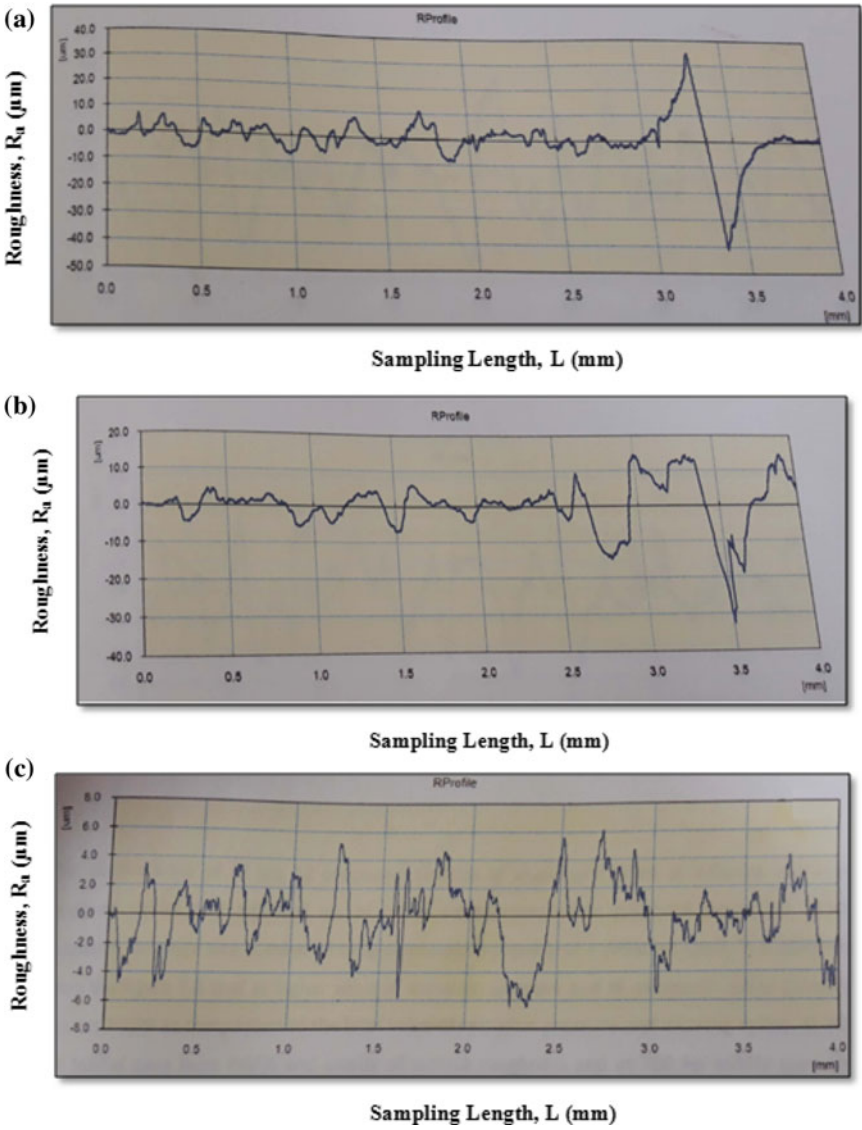 (a)
RProfile
Roughness, Ra (µm)
[um]
40.0
30.0
20.0
10.0
0.0
-10.0
-20.0
-30.0
-40.0
-50.0
0.0 0.5 1.0 1.5 2.0 2.5 3.0 3.5 4.0
[mm]
Sampling Length, L (mm)
(b)
RProfile
Roughness, Ra (µm)
[um]
20.0
10.0
0.0
-10.0
-20.0
-30.0
-40.0
0.0 0.5 1.0 1.5 2.0 2.5 3.0 3.5 4.0
[mm]
Sampling Length, L (mm)
(c)
RProfile
Roughness, Ra (µm)
[um]
8.0
4.0
2.0
0.0
-2.0
-4.0
-6.0
-8.0
0.0 0.5 1.0 1.5 2.0 2.5 3.0 3.5 4.0
[mm]
Sampling Length, L (mm)